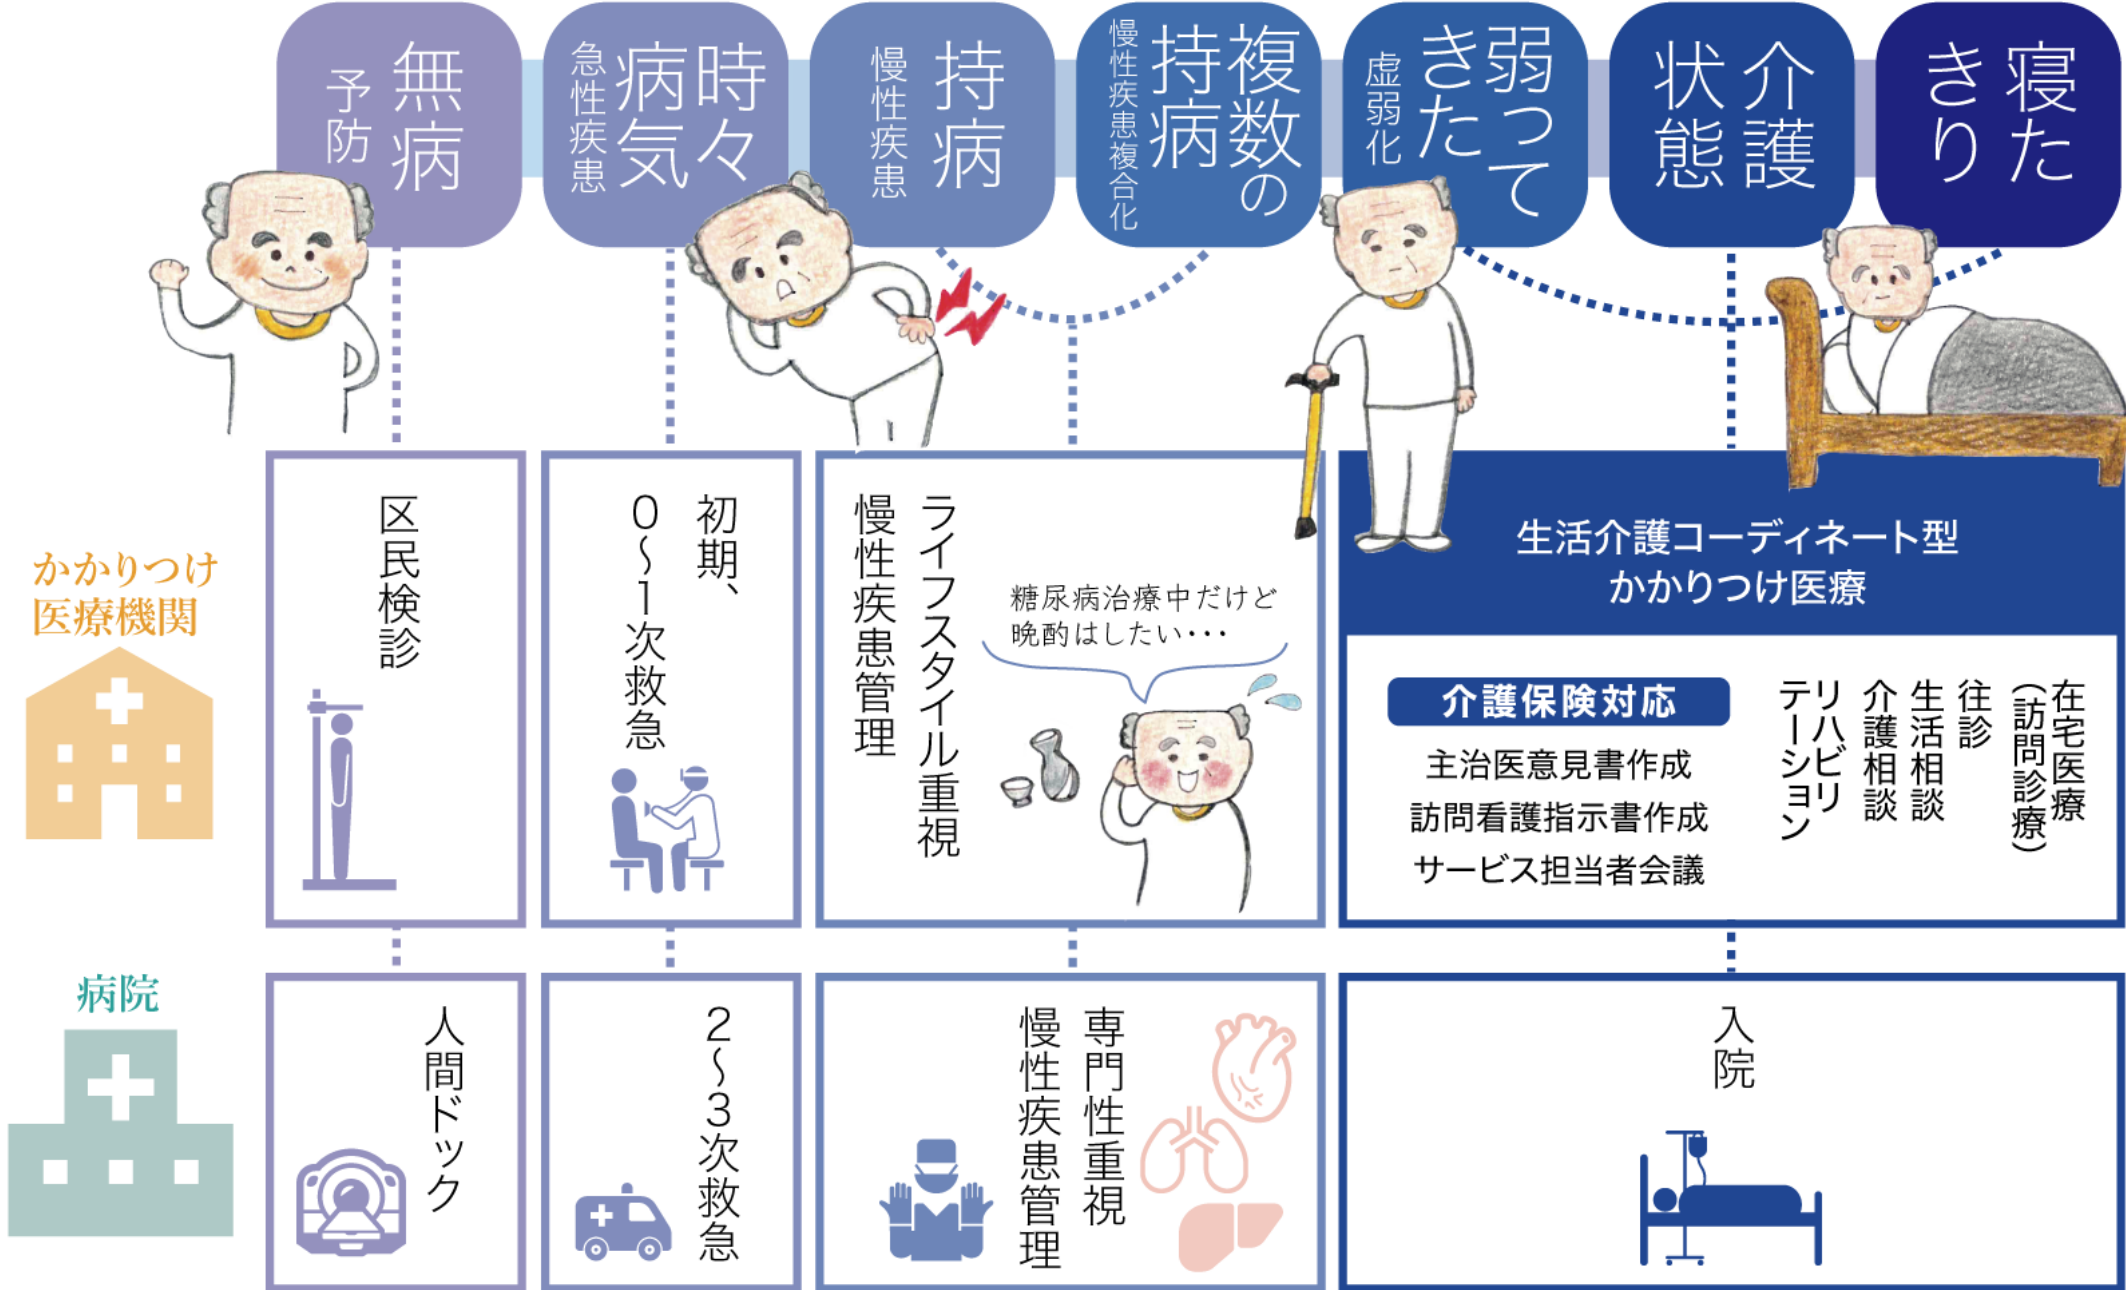 無病
予防
時々
病気
急性疾患
持病
慢性疾患
複数の
持病
慢性疾患複合化
弱って
きた
虚弱化
介護
状態
寝た
きり
かかりつけ
医療機関
区民検診
初期、
0〜1次救急
ライフスタイル重視
慢性疾患管理
糖尿病治療中だけど
晩酌はしたい・・・
生活介護コーディネート型
かかりつけ医療
介護保険対応
主治医意見書作成
訪問看護指示書作成
サービス担当者会議
在宅医療
（訪問診療）
往診
生活相談
介護相談
リハビリ
テーション
病院
人間ドック
2〜3次救急
専門性重視
慢性疾患管理
入院